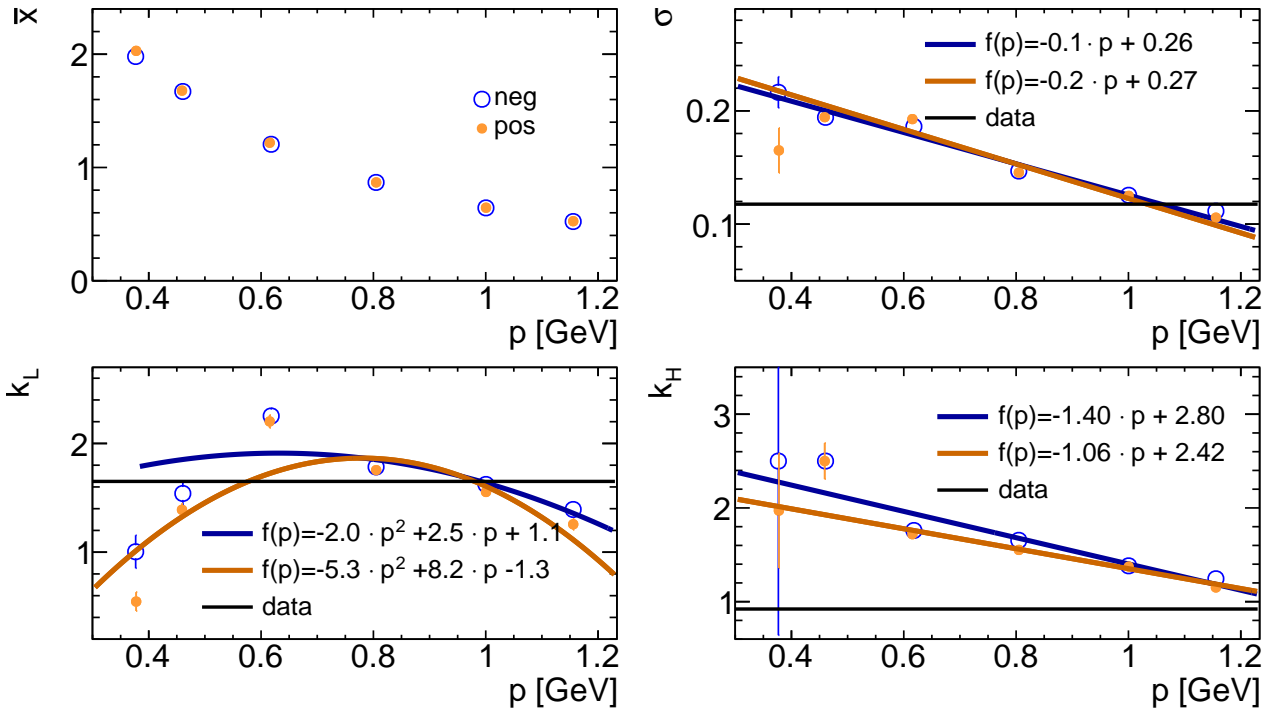 x̄
2
1
0
neg
pos
0.4 0.6 0.8 1 1.2
p [GeV]
σ
0.2
0.1
f(p)=-0.1 · p + 0.26
f(p)=-0.2 · p + 0.27
data
0.4 0.6 0.8 1 1.2
p [GeV]
k_L
2
1
f(p)=-2.0 · p² +2.5 · p + 1.1
f(p)=-5.3 · p² +8.2 · p -1.3
data
0.4 0.6 0.8 1 1.2
p [GeV]
k_H
3
2
1
f(p)=-1.40 · p + 2.80
f(p)=-1.06 · p + 2.42
data
0.4 0.6 0.8 1 1.2
p [GeV]